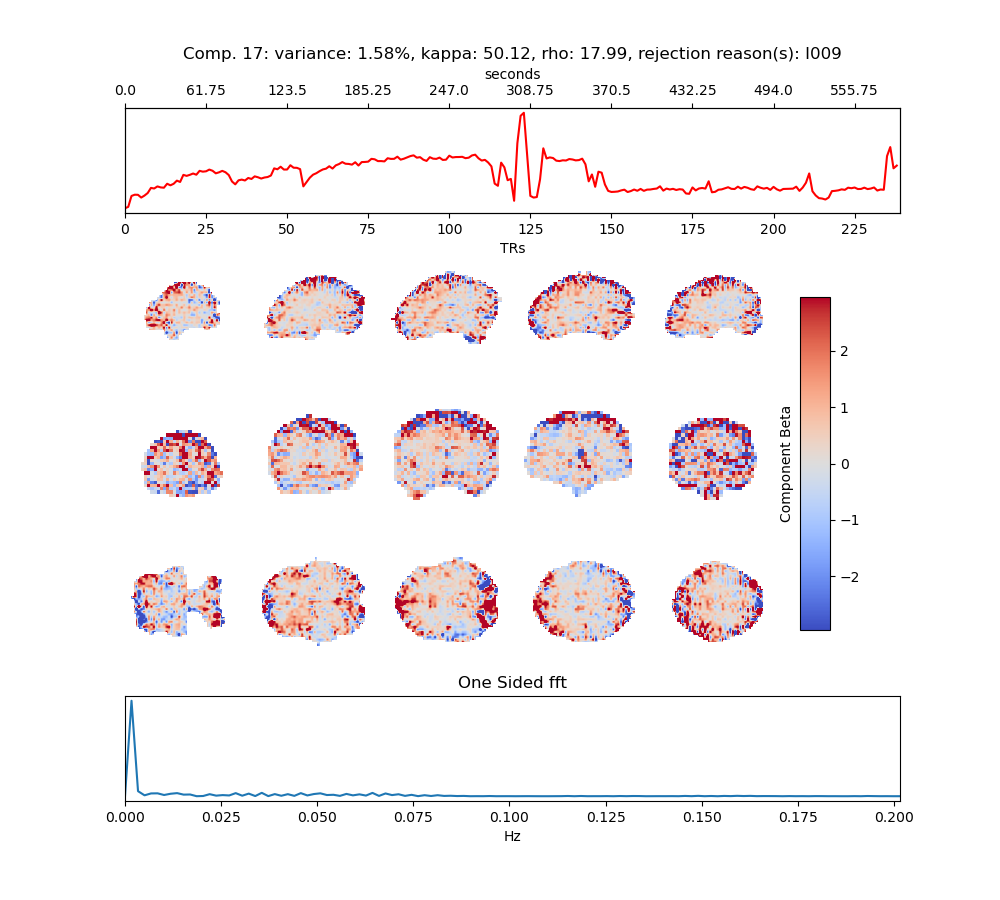 Comp. 17: variance: 1.58%, kappa: 50.12, rho: 17.99, rejection reason(s): I009
seconds
0.0 61.75 123.5 185.25 247.0 308.75 370.5 432.25 494.0 555.75
0 25 50 75 100 125 150 175 200 225
TRs
2
1
0
−1
−2
Component Beta
One Sided fft
0.000 0.025 0.050 0.075 0.100 0.125 0.150 0.175 0.200
Hz